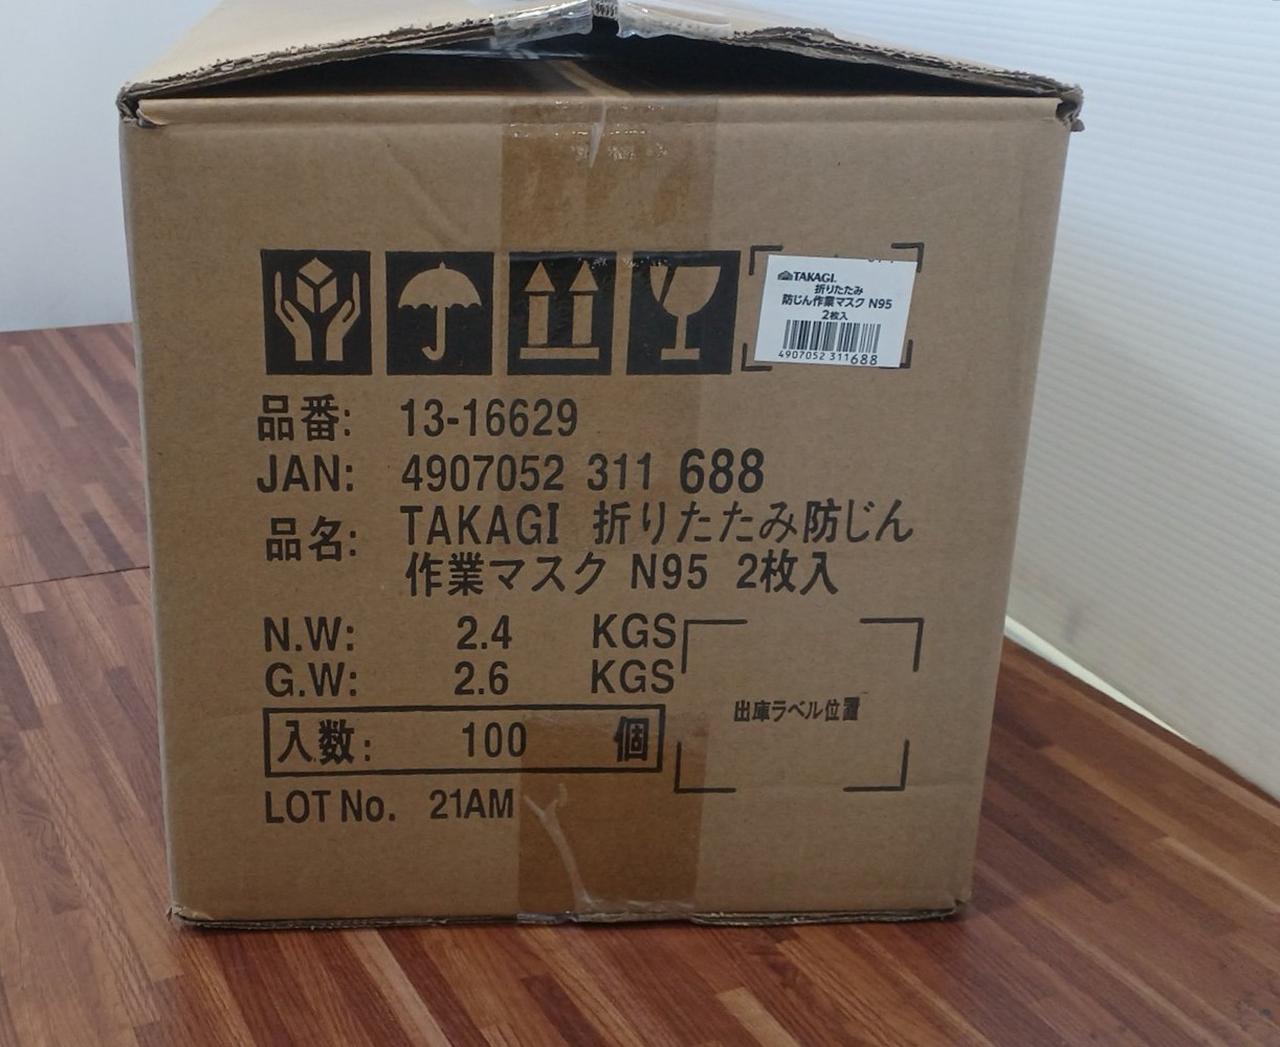 TAKAGI.
折りたたみ
防じん作業マスク N95
2枚入
4907052 311688
品番: 13-16629
JAN: 4907052 311 688
品名: TAKAGI 折りたたみ防じん
作業マスク N95 2枚入
N.W: 2.4 KGS
G.W: 2.6 KGS
出庫ラベル位置
入数: 100 個
LOT No. 21AM